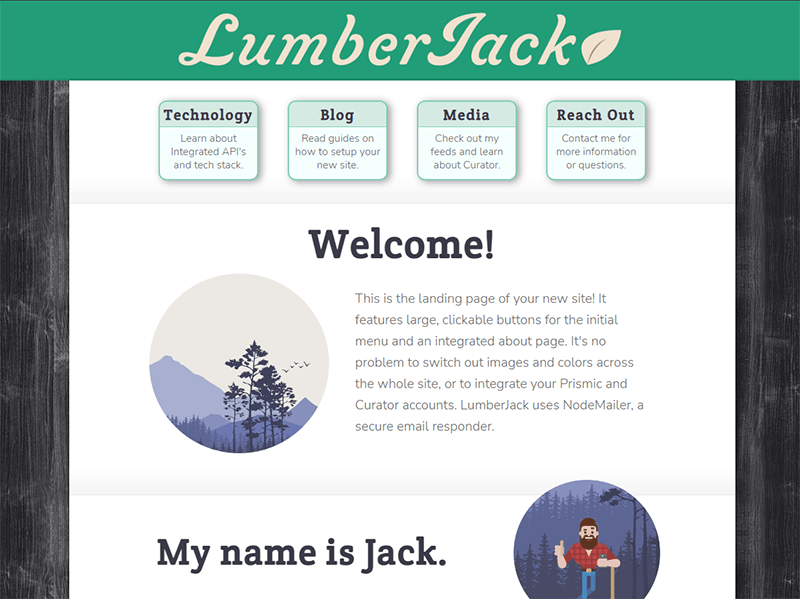 LumberJack
Technology
Learn about
Integrated API's
and tech stack.
Blog
Read guides on
how to setup your
new site.
Media
Check out my
feeds and learn
about Curator.
Reach Out
Contact me for
more information
or questions.
Welcome!
This is the landing page of your new site! It
features large, clickable buttons for the initial
menu and an integrated about page. It's no
problem to switch out images and colors across
the whole site, or to integrate your Prismic and
Curator accounts. LumberJack uses NodeMailer, a
secure email responder.
My name is Jack.